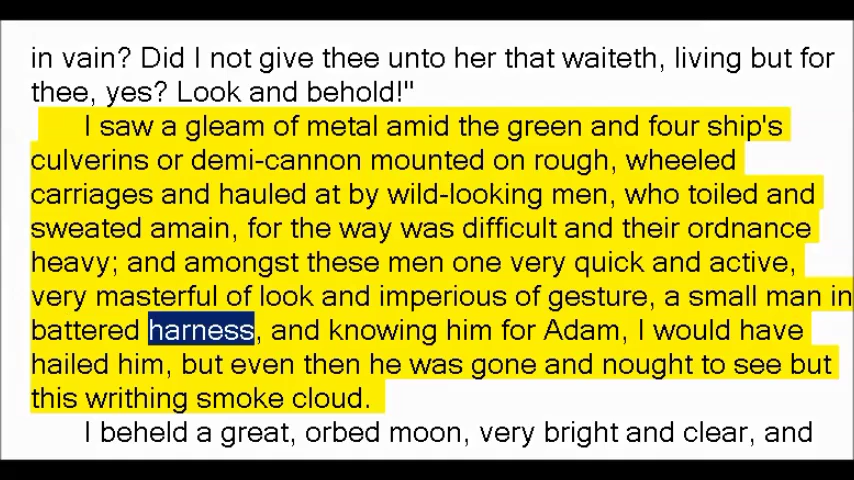 in vain? Did I not give thee unto her that waiteth, living but for
thee, yes? Look and behold!"
I saw a gleam of metal amid the green and four ship's
culverins or demi-cannon mounted on rough, wheeled
carriages and hauled at by wild-looking men, who toiled and
sweated amain, for the way was difficult and their ordnance
heavy; and amongst these men one very quick and active,
very masterful of look and imperious of gesture, a small man in
battered harness, and knowing him for Adam, I would have
hailed him, but even then he was gone and nought to see but
this writhing smoke cloud.
I beheld a great, orbed moon, very bright and clear, and